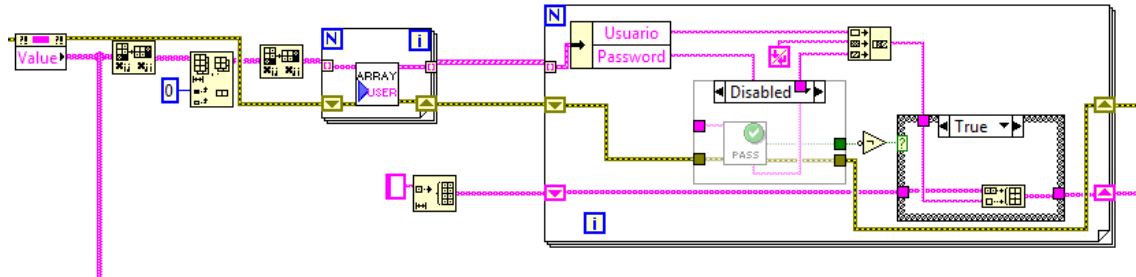 N
Usuario
Value
N
i
Password
ARRAY
USER
Disabled
0
True
?
PASS
i